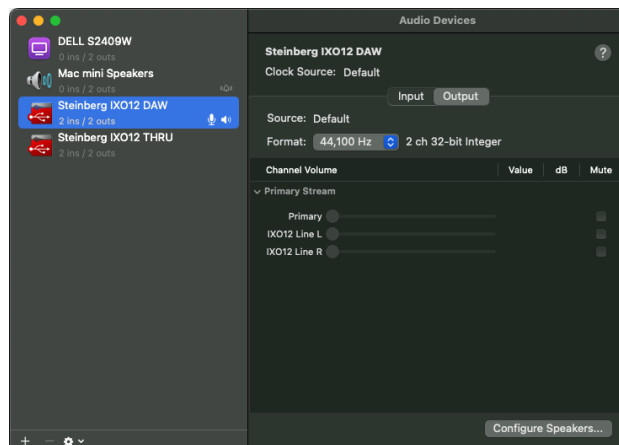 Audio Devices
DELL S2409W
0 ins / 2 outs
Mac mini Speakers
0 ins / 2 outs
Steinberg IXO12 DAW
2 ins / 2 outs
Steinberg IXO12 THRU
2 ins / 2 outs
Steinberg IXO12 DAW
?
Clock Source: Default
Input Output
Source: Default
Format: 44,100 Hz 2 ch 32-bit Integer
Channel Volume Value dB Mute
Primary Stream
Primary
IXO12 Line L
IXO12 Line R
Configure Speakers...